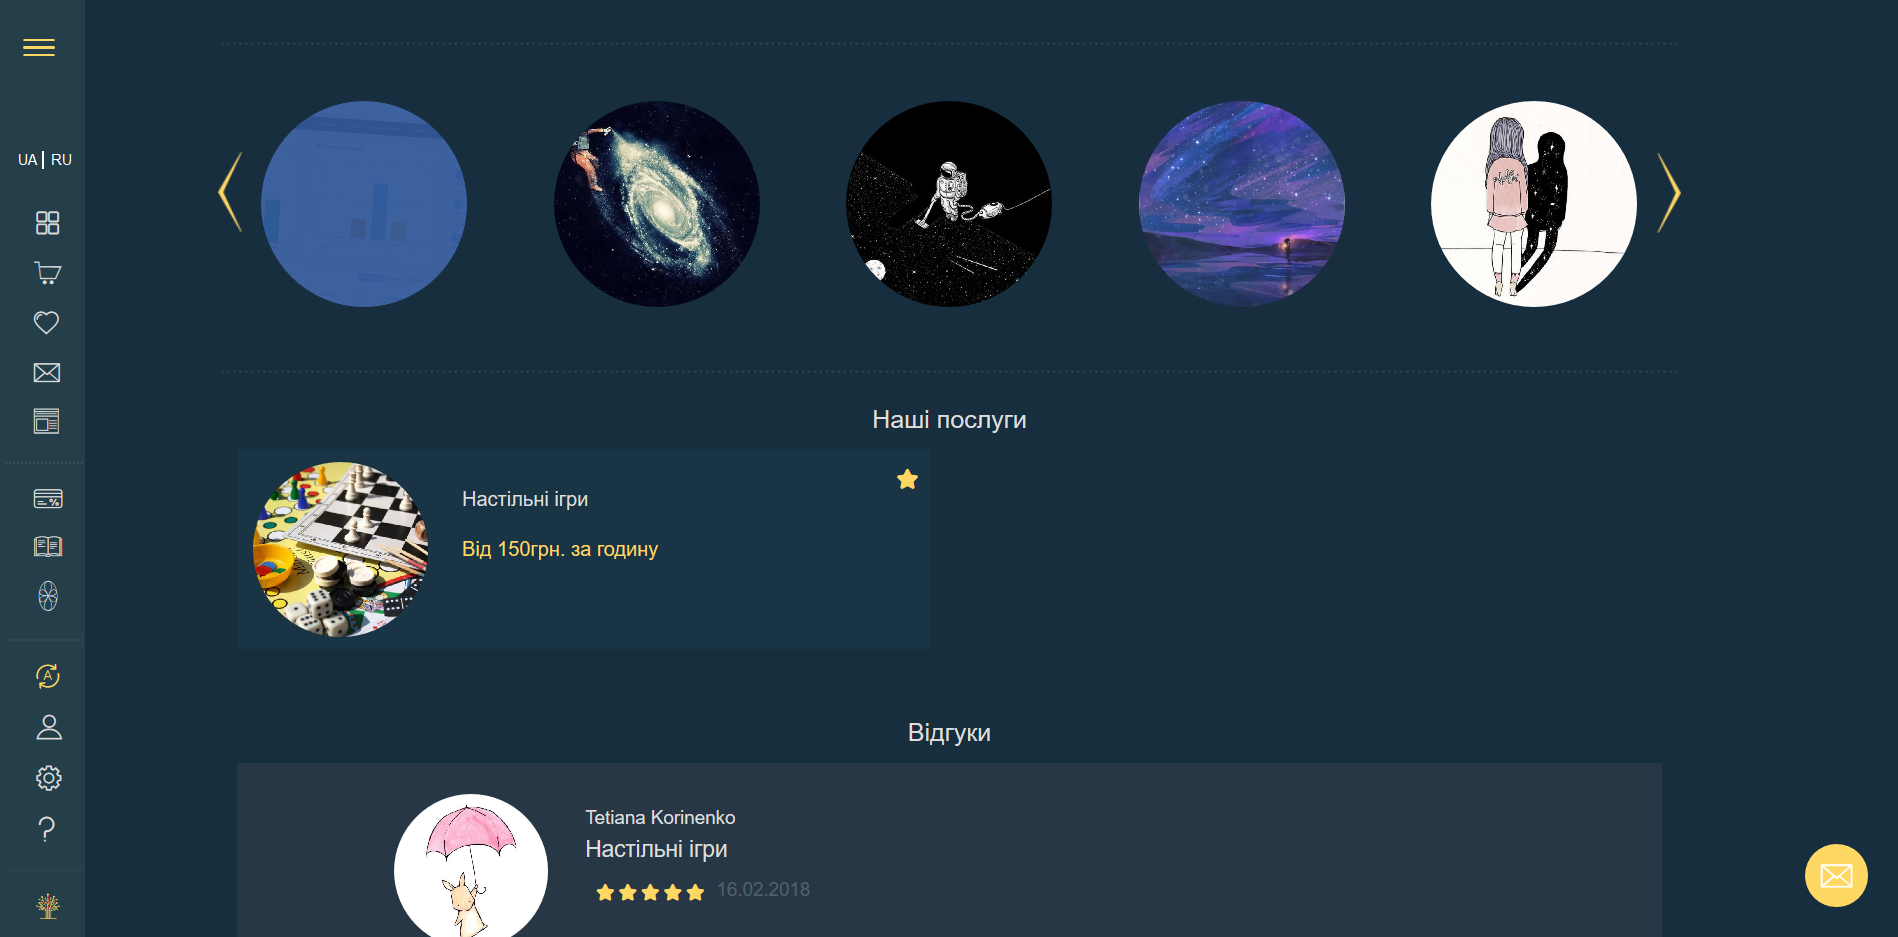 UA | RU
Наші послуги
Настільні ігри
Від 150грн. за годину
Відгуки
Tetiana Korinenko
Настільні ігри
16.02.2018